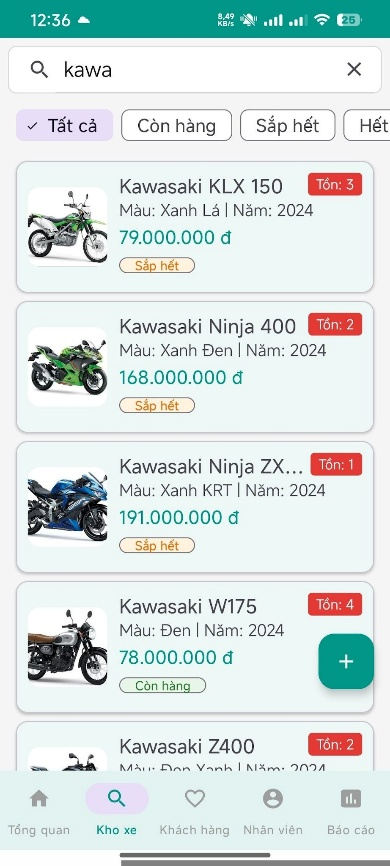 12:36
8,49
KB/s
25
kawa
Tất cả
Còn hàng
Sắp hết
Hết
Kawasaki KLX 150
Tồn: 3
Màu: Xanh Lá | Năm: 2024
79.000.000 đ
Sắp hết
Kawasaki Ninja 400
Tồn: 2
Màu: Xanh Đen | Năm: 2024
168.000.000 đ
Sắp hết
Kawasaki Ninja ZX...
Tồn: 1
Màu: Xanh KRT | Năm: 2024
191.000.000 đ
Sắp hết
Kawasaki W175
Tồn: 4
Màu: Đen | Năm: 2024
78.000.000 đ
Còn hàng
Kawasaki Z400
Tồn: 2
Màu: Đen Xanh | Năm: 2024
Tổng quan
Kho xe
Khách hàng
Nhân viên
Báo cáo